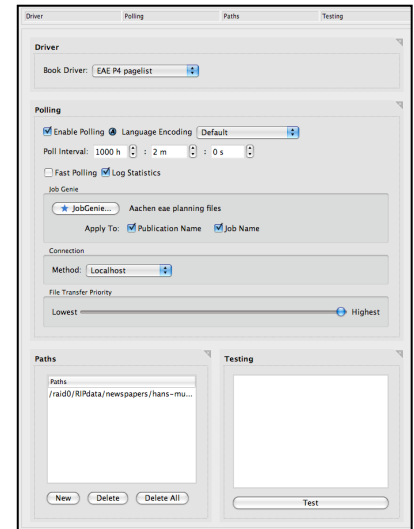 Driver Polling Paths Testing
Driver
Book Driver: EAE P4 pagelist
Polling
Enable Polling Language Encoding Default
Poll Interval: 1000 h : 2 m : 0 s
Fast Polling Log Statistics
Job Genie
JobGenie... Aachen eae planning files
Apply To: Publication Name Job Name
Connection
Method: Localhost
File Transfer Priority
Lowest Highest
Paths
Paths
/raid0/RIPdata/newspapers/hans-mu...
New Delete Delete All
Testing
Test